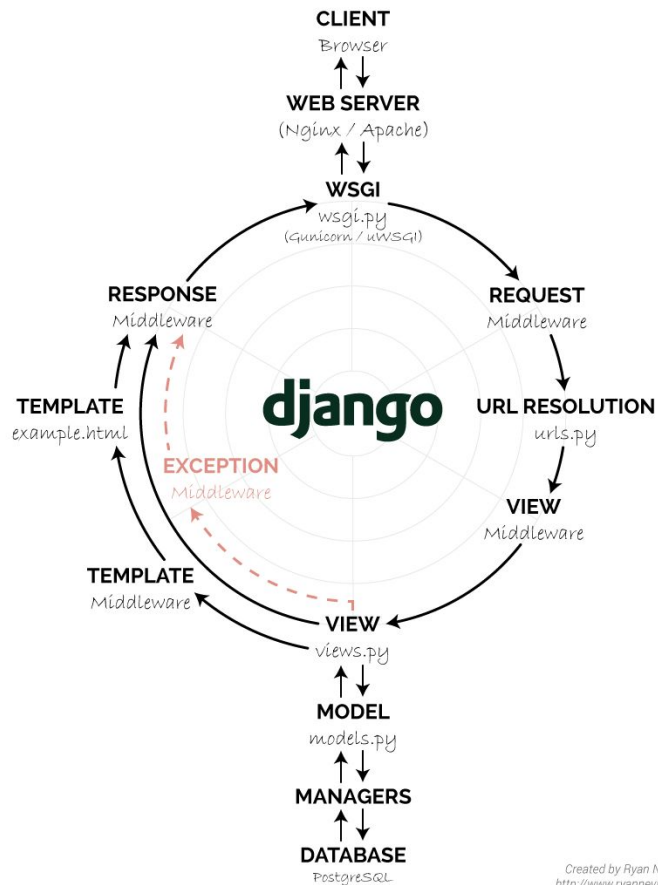 CLIENT
Browser
WEB SERVER
(Nginx / Apache)
WSGI
wsgi.py
(Gunicorn / uWSGI)
RESPONSE
Middleware
REQUEST
Middleware
django
TEMPLATE
example.html
URL RESOLUTION
urls.py
EXCEPTION
Middleware
VIEW
Middleware
TEMPLATE
Middleware
VIEW
views.py
MODEL
models.py
MANAGERS
DATABASE
PostgreSQL
Created by Ryan